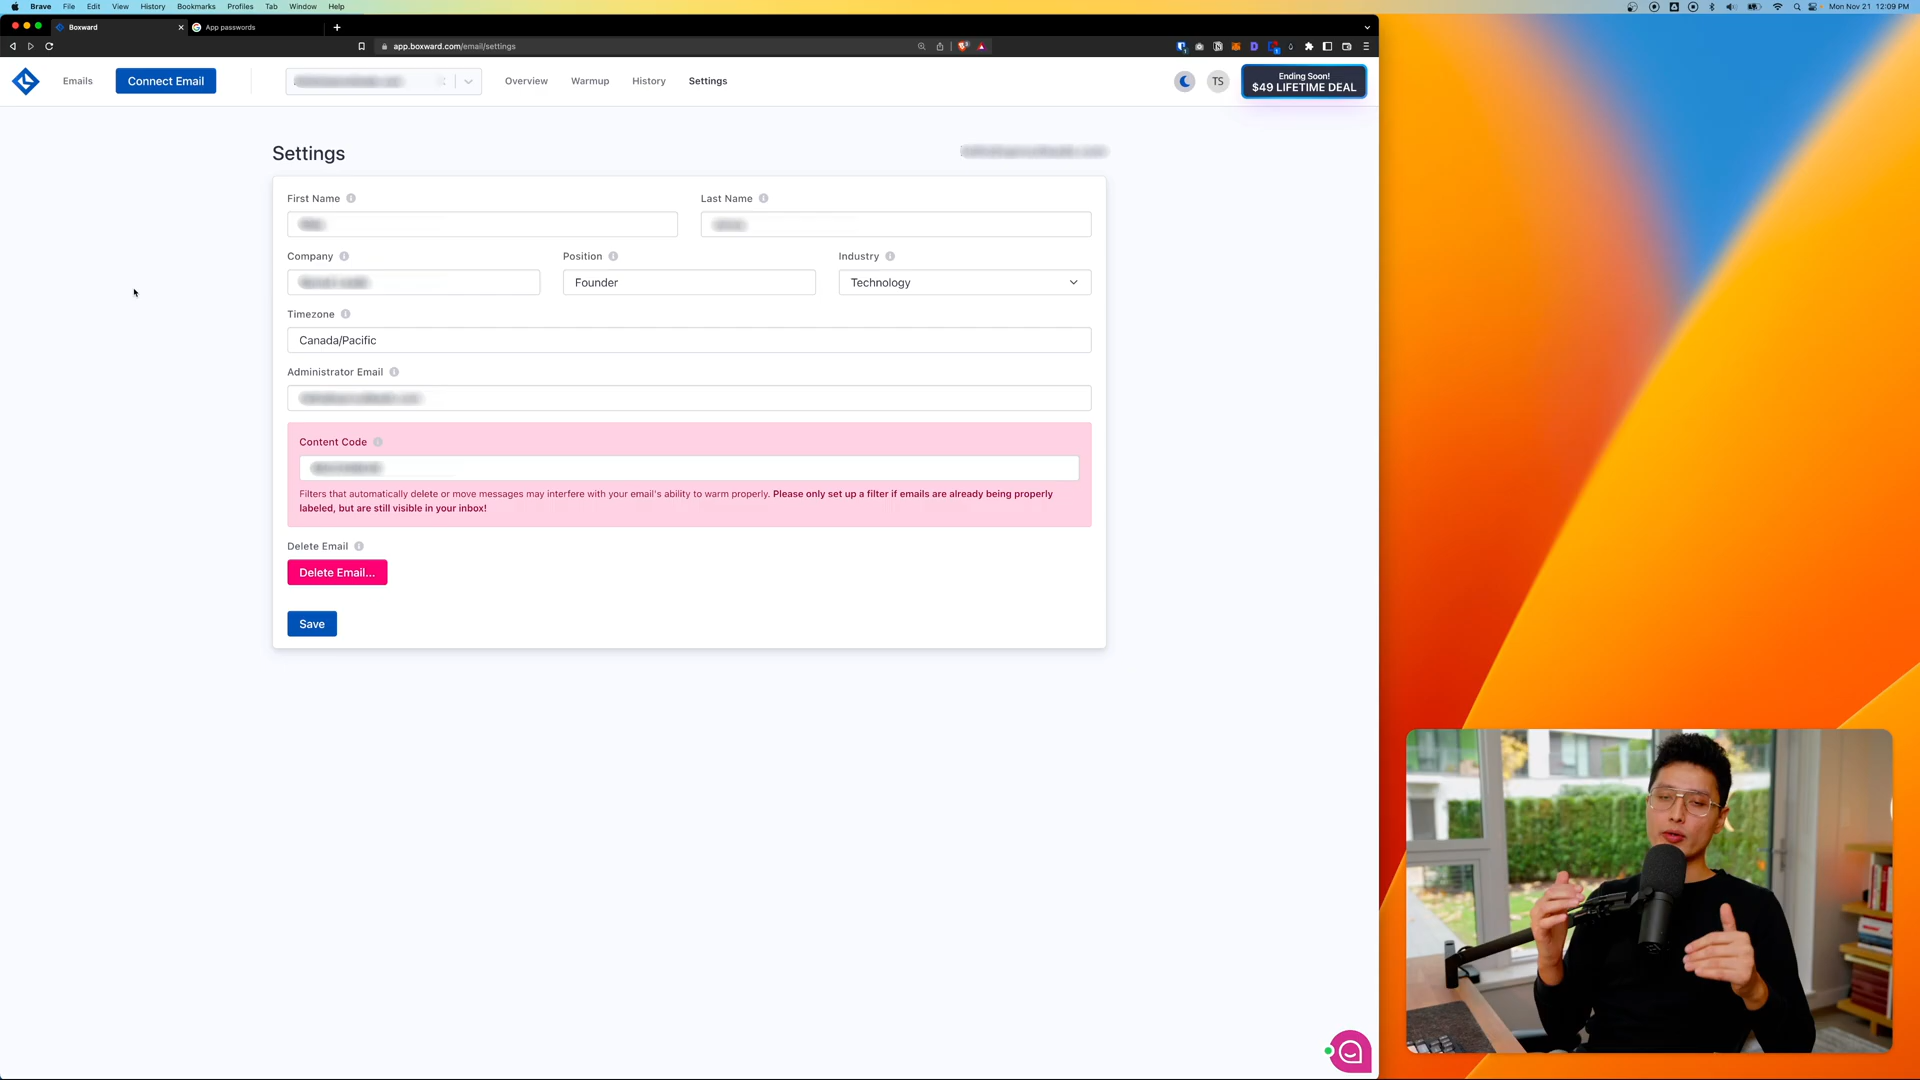 Brave File Edit View History Bookmarks Profiles Tab Window Help
Mon Nov 21 12:09 PM
Boxward
App passwords
app.boxward.com/email/settings
Emails
Connect Email
Overview
Warmup
History
Settings
TS
Ending Soon!
$49 LIFETIME DEAL
Settings
First Name
Last Name
Company
Position
Industry
Founder
Technology
Timezone
Canada/Pacific
Administrator Email
Content Code
Filters that automatically delete or move messages may interfere with your email's ability to warm properly. Please only set up a filter if emails are already being properly
labeled, but are still visible in your inbox!
Delete Email
Delete Email...
Save